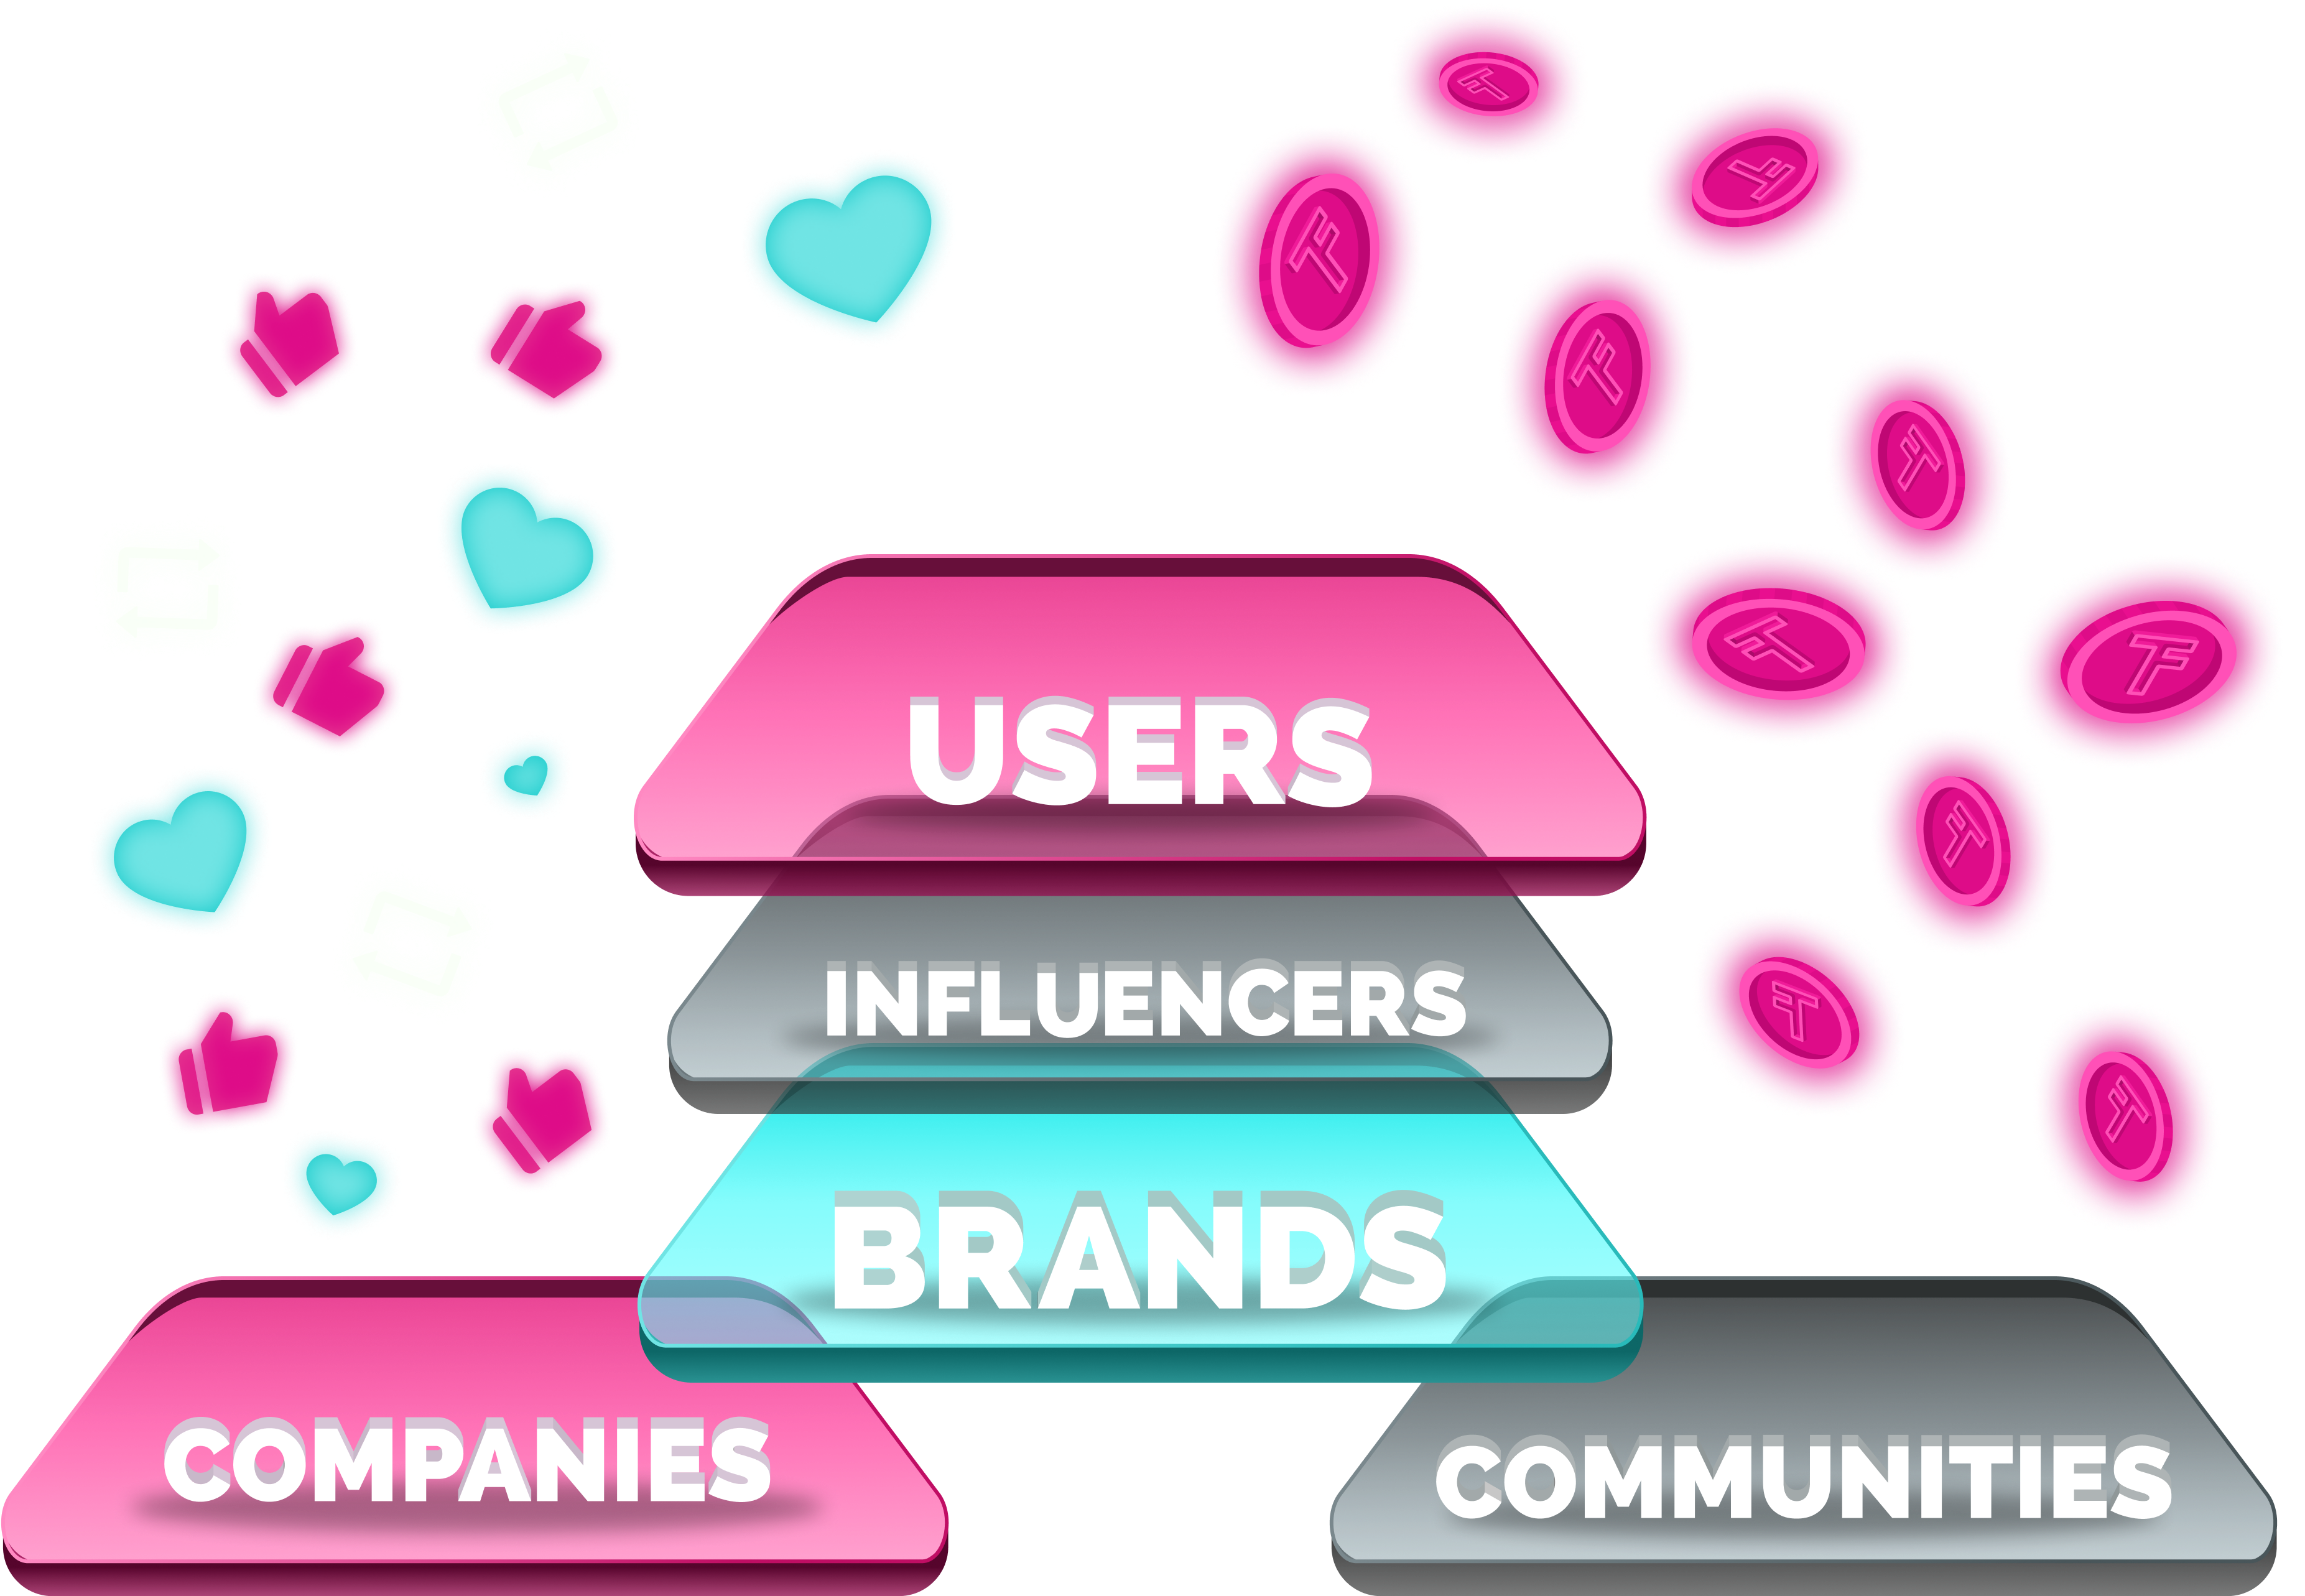 USERS
INFLUENCERS
BRANDS
COMPANIES
COMMUNITIES